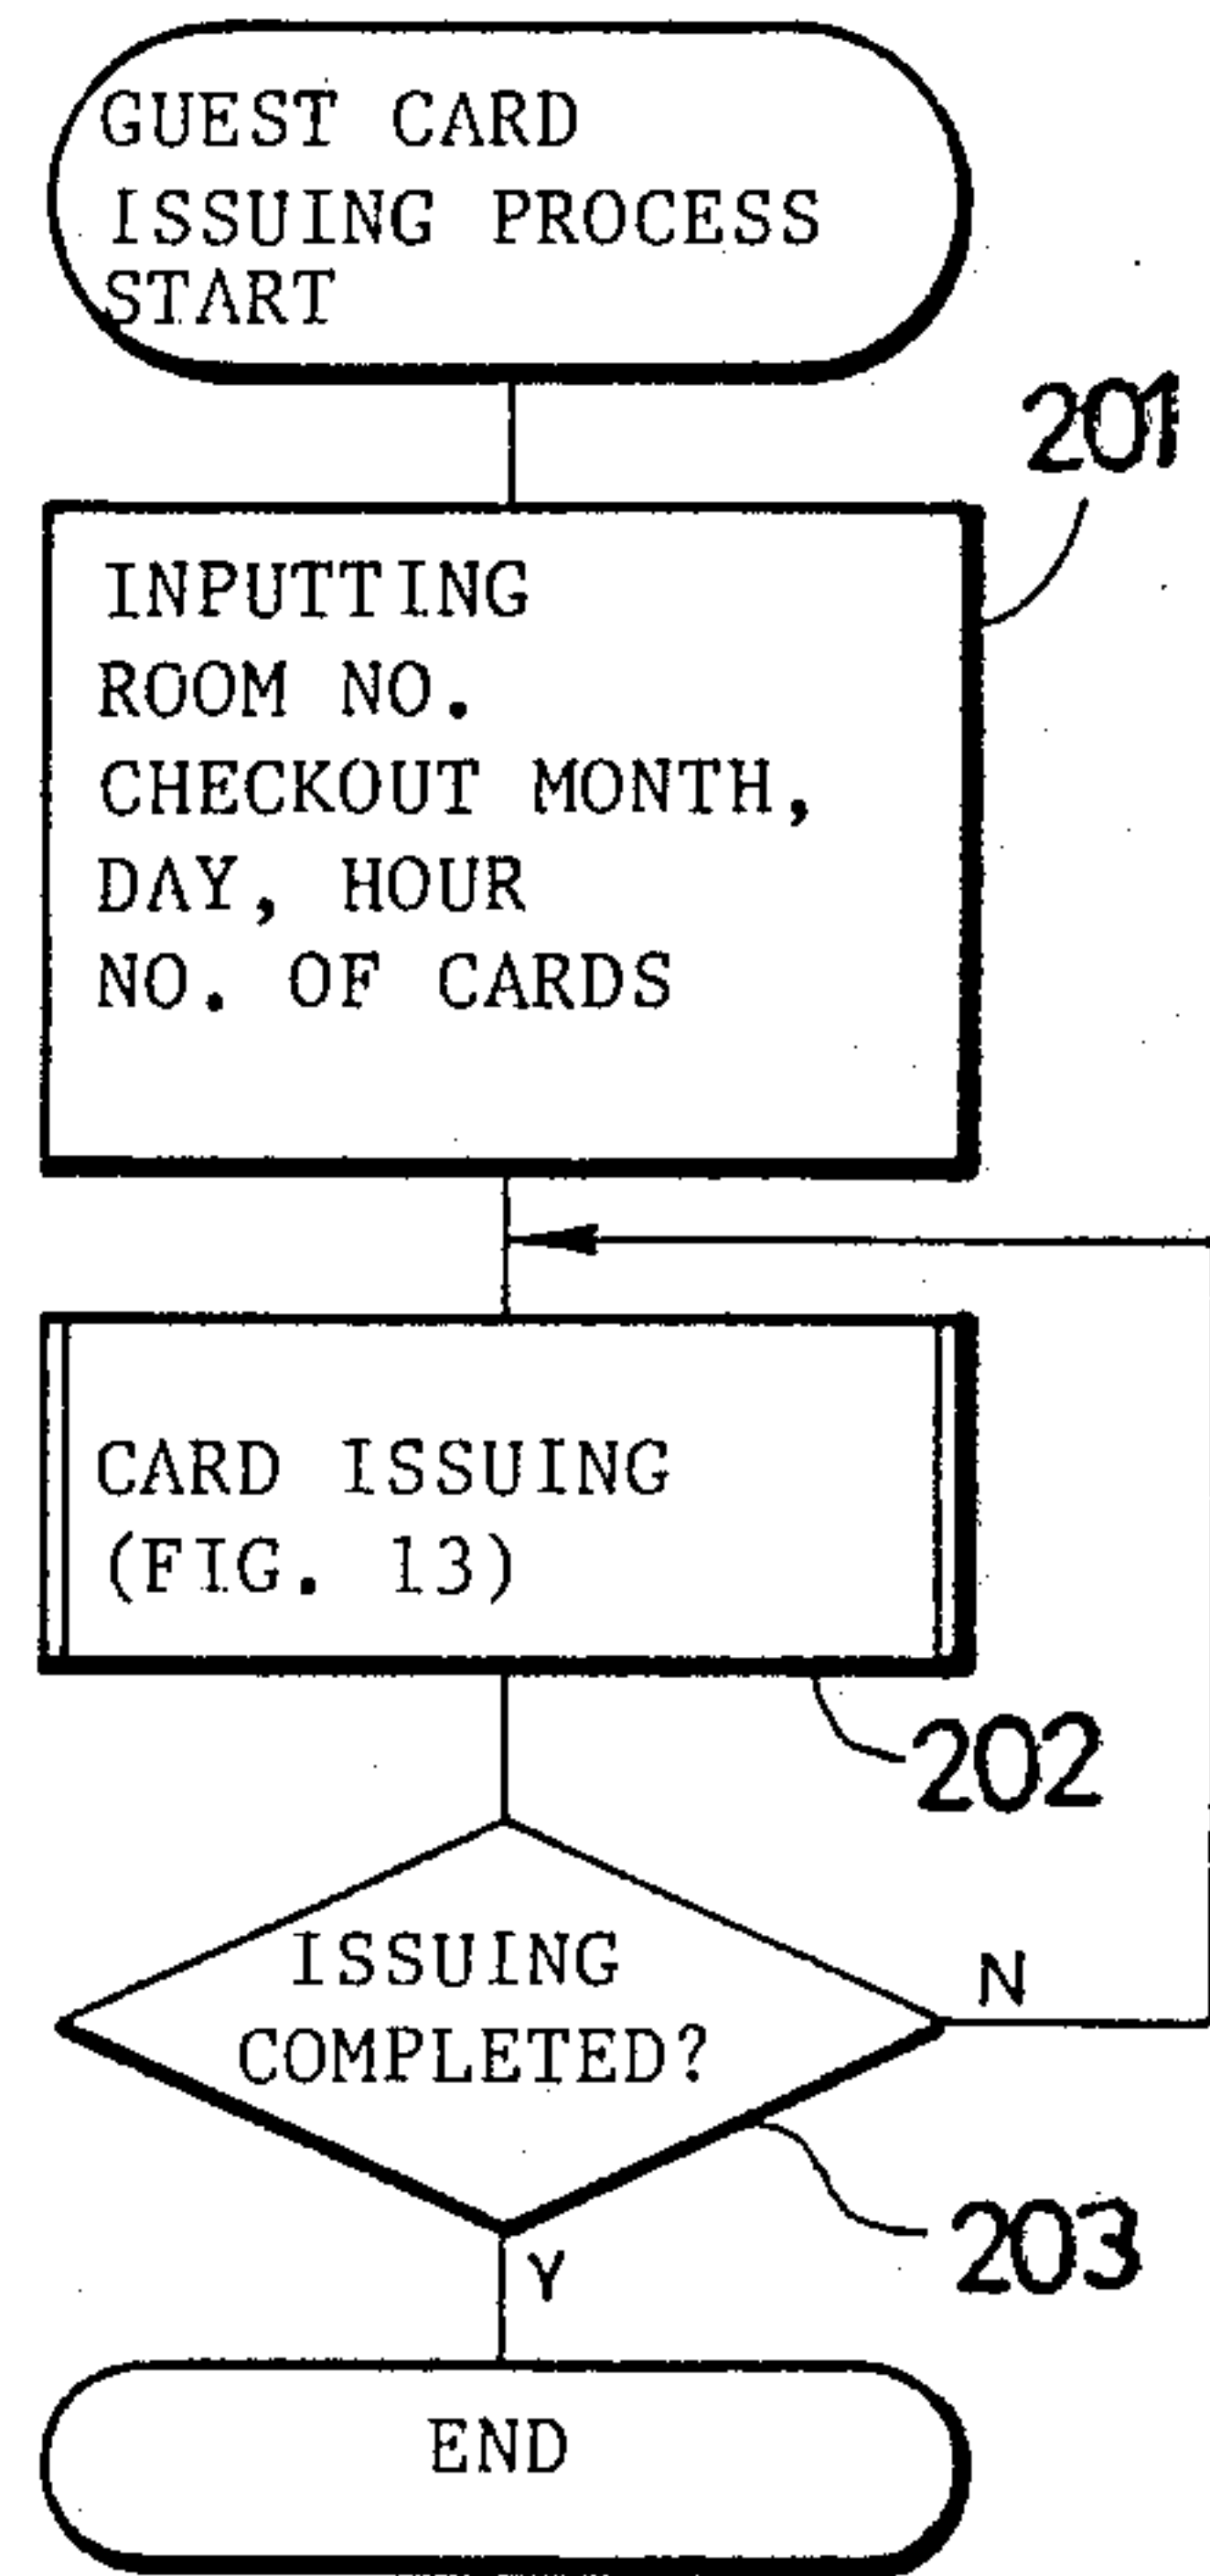 GUEST CARD
ISSUING PROCESS
START
201
INPUTTING
ROOM NO.
CHECKOUT MONTH,
DAY, HOUR
NO. OF CARDS
CARD ISSUING
(FIG. 13)
202
ISSUING
COMPLETED?
N
203
Y
END